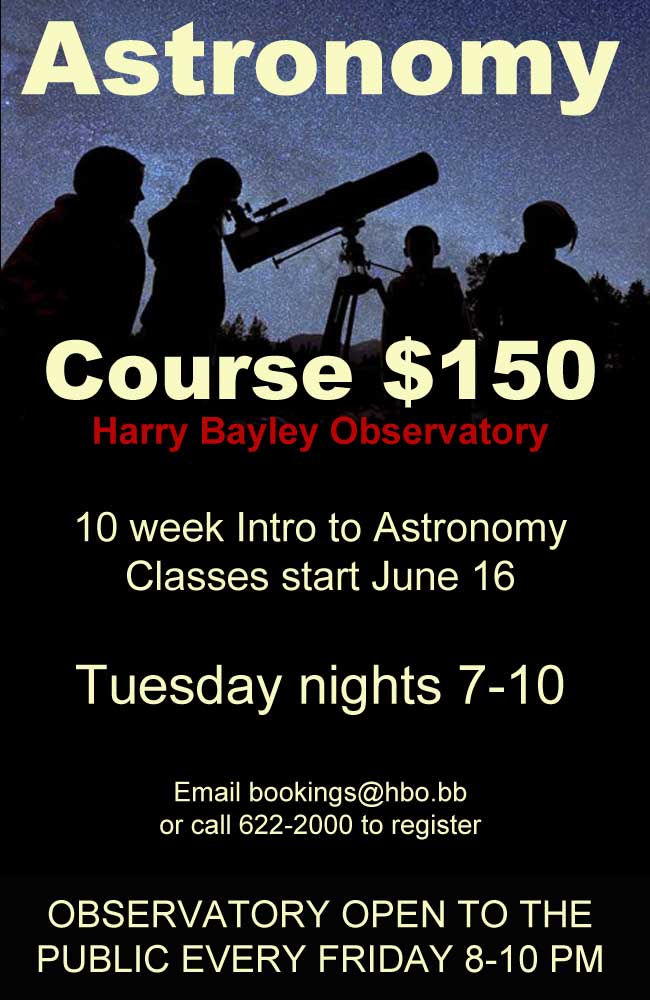 Astronomy
Course $150
Harry Bayley Observatory
10 week Intro to Astronomy
Classes start June 16
Tuesday nights 7-10
Email bookings@hbo.bb
or call 622-2000 to register
OBSERVATORY OPEN TO THE
PUBLIC EVERY FRIDAY 8-10 PM